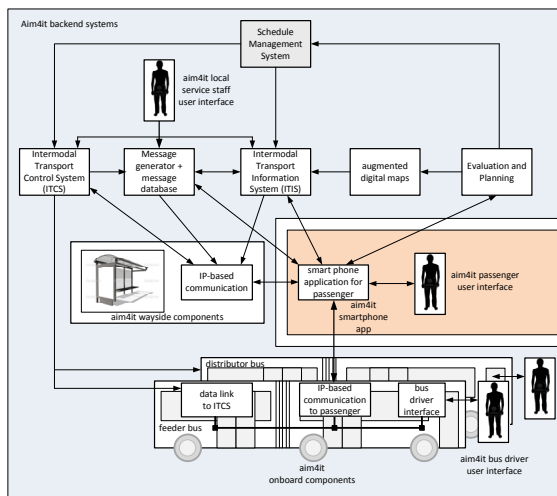 Aim4it backend systems
Schedule
Management
System
aim4it local
service staff
user interface
Intermodal
Transport
Control System
(ITCS)
Message
generator +
message
database
Intermodal
Transport
Information
System (ITIS)
augmented
digital maps
Evaluation and
Planning
IP-based
communication
aim4it wayside components
smart phone
application for
passenger
aim4it
smartphone
app
aim4it passenger
user interface
distributor bus
data link
to ITCS
IP-based
communication
to passenger
bus
driver
interface
feeder bus
aim4it
onboard components
aim4it bus driver
user interface